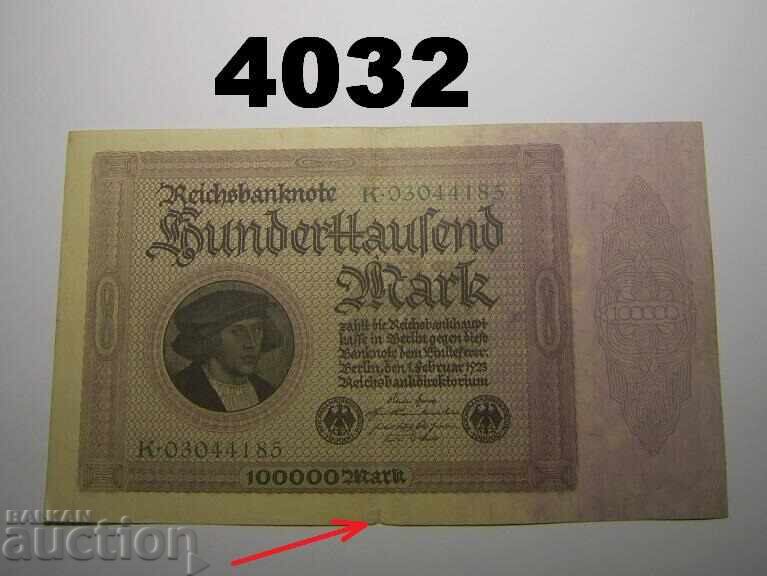 4032
Reichsbanknote K·03044185
Hunderttausend
Mark
zahlt die Reichsbankhaupt-
kasse in Berlin gegen diese
Banknote dem Einlieferer.
Berlin, den 1. Februar 1923
Reichsbankdirektorium
K·03044185
100000 Mark
BALKAN
auction